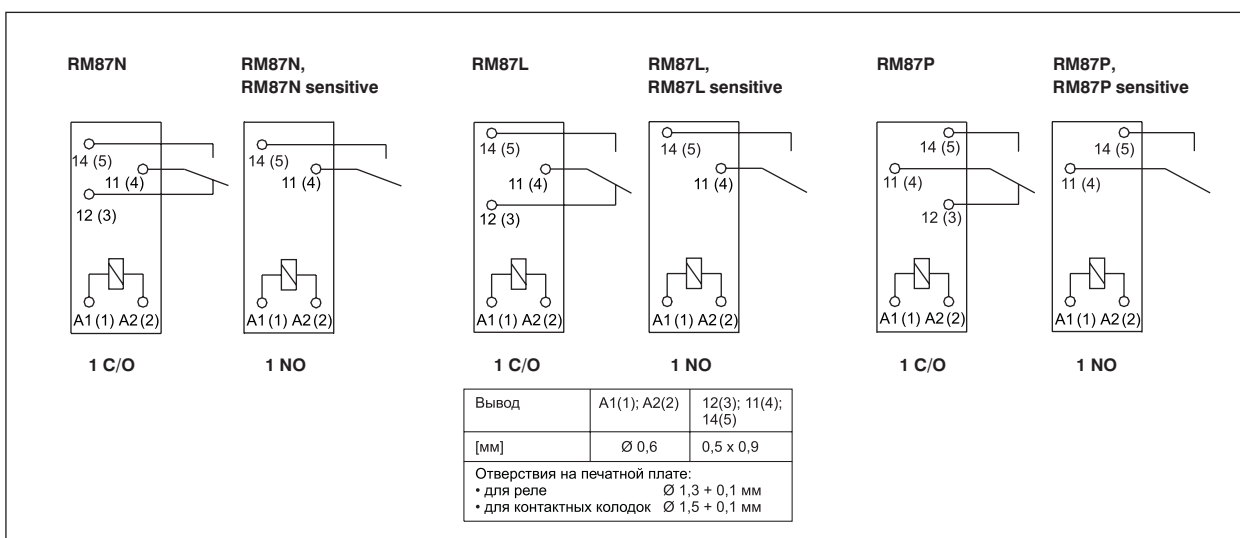 RM87N
14 (5)
11 (4)
12 (3)
A1 (1) A2 (2)
1 C/O
RM87N,
RM87N sensitive
14 (5)
11 (4)
A1 (1) A2 (2)
1 NO
RM87L
14 (5)
11 (4)
12 (3)
A1 (1) A2 (2)
1 C/O
RM87L,
RM87L sensitive
14 (5)
11 (4)
A1 (1) A2 (2)
1 NO
RM87P
14 (5)
11 (4)
12 (3)
A1 (1) A2 (2)
1 C/O
RM87P,
RM87P sensitive
14 (5)
11 (4)
A1 (1) A2 (2)
1 NO
Вывод A1(1); A2(2) 12(3); 11(4);
14(5)
[мм] Ø 0,6 0,5 x 0,9
Отверстия на печатной плате:
• для реле Ø 1,3 + 0,1 мм
• для контактных колодок Ø 1,5 + 0,1 мм